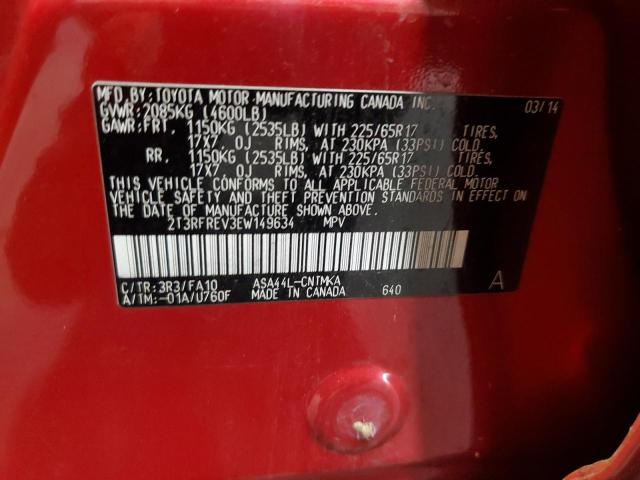 MFD.BY:TOYOTA MOTOR MANUFACTURING CANADA INC. 03/14
GVWR:2085KG (4600LB)
GAWR:FRT. 1150KG (2535LB) WITH 225/65R17 TIRES,
17X7.0J RIMS, AT 230KPA (33PSI) COLD.
RR. 1150KG (2535LB) WITH 225/65R17 TIRES,
17X7.0J RIMS, AT 230KPA (33PSI) COLD.
THIS VEHICLE CONFORMS TO ALL APPLICABLE FEDERAL MOTOR
VEHICLE SAFETY AND THEFT PREVENTION STANDARDS IN EFFECT ON
THE DATE OF MANUFACTURE SHOWN ABOVE.
2T3RFREV3EW149634 MPV
C/TR:3R3/FA10 ASA44L-CNTMKA A
A/TM:-01A/U760F MADE IN CANADA 640